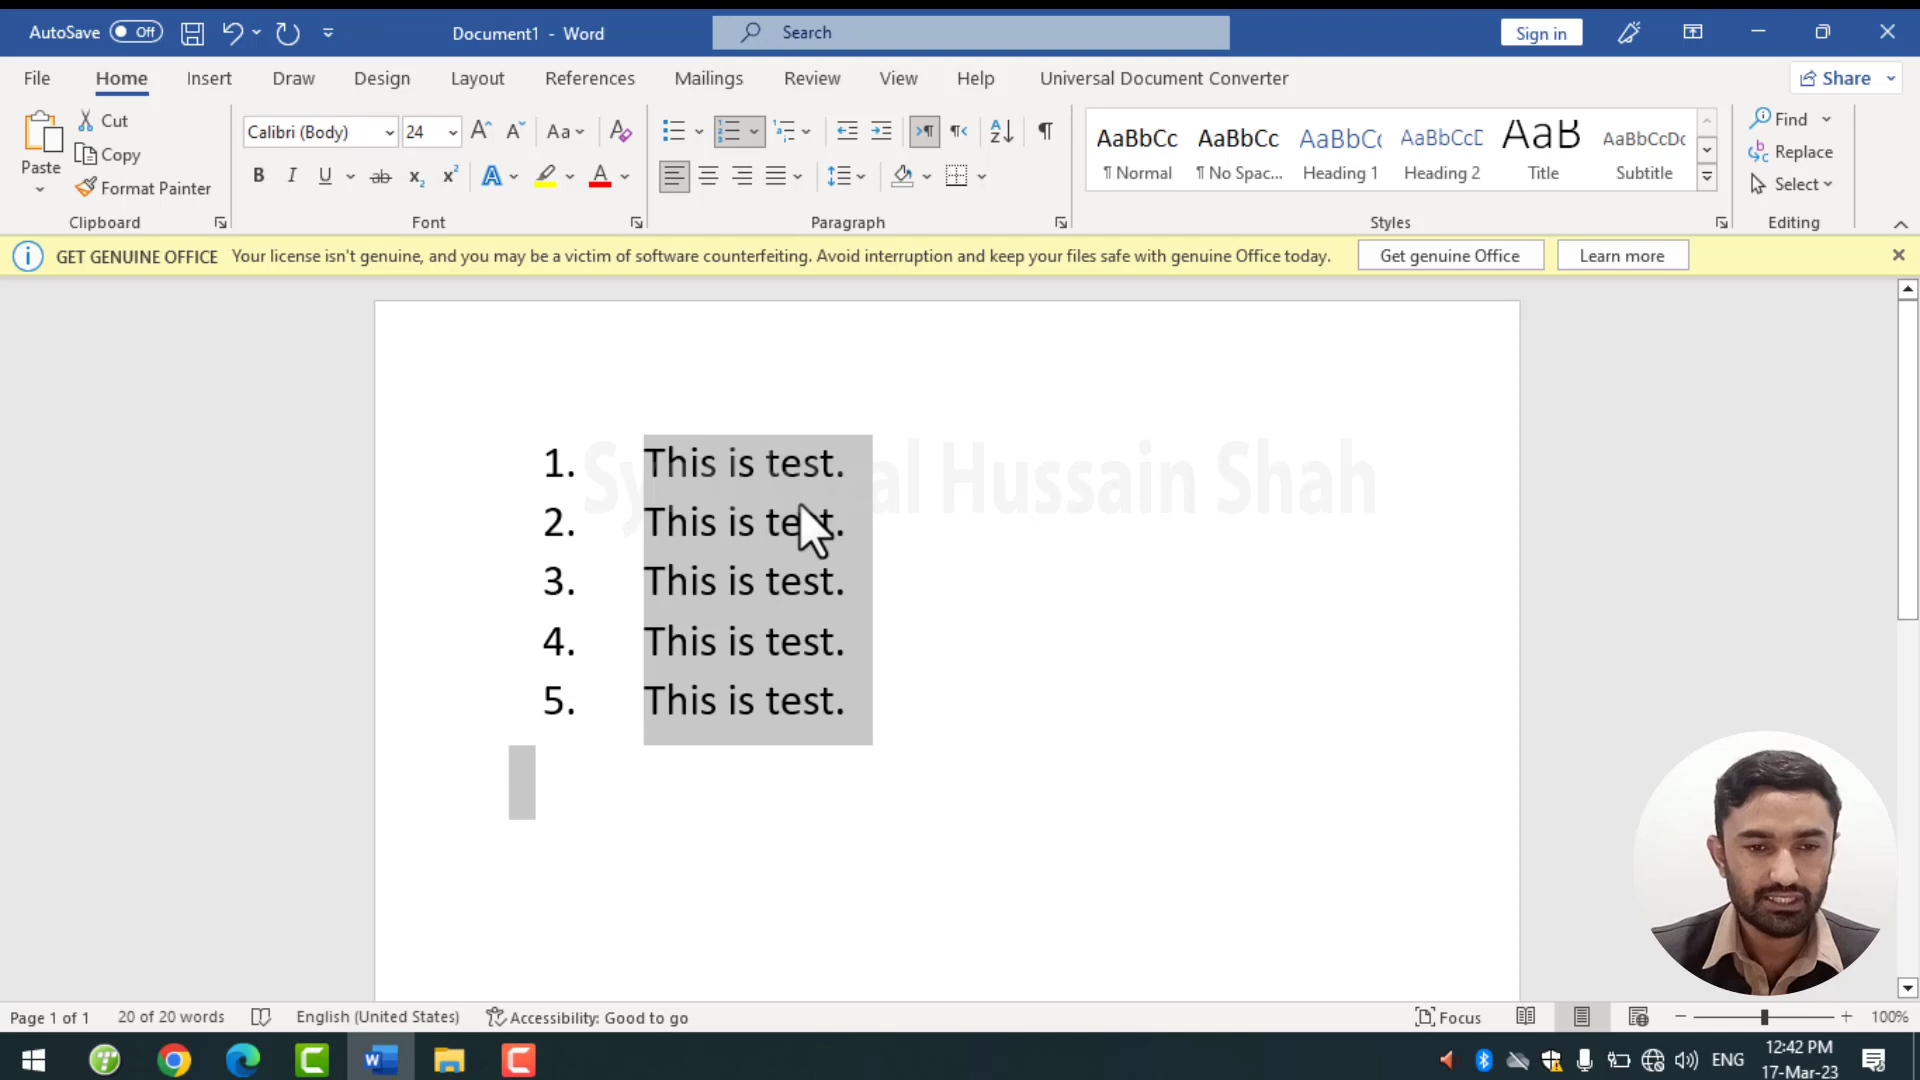 AutoSave Off Document1 - Word Search Sign in
File Home Insert Draw Design Layout References Mailings Review View Help Universal Document Converter Share
Paste Cut Copy Format Painter Clipboard
Calibri (Body) 24 Aa Font
Paragraph
AaBbCc AaBbCc AaBbCc AaBbCcD AaB AaBbCcDc
¶ Normal ¶ No Spac... Heading 1 Heading 2 Title Subtitle
Styles
Find Replace Select Editing
GET GENUINE OFFICE Your license isn't genuine, and you may be a victim of software counterfeiting. Avoid interruption and keep your files safe with genuine Office today. Get genuine Office Learn more
1. This is test.
2. This is test.
3. This is test.
4. This is test.
5. This is test.
Hussain Shah
Page 1 of 1 20 of 20 words English (United States) Accessibility: Good to go Focus 100%
ENG 12:42 PM
17-Mar-23